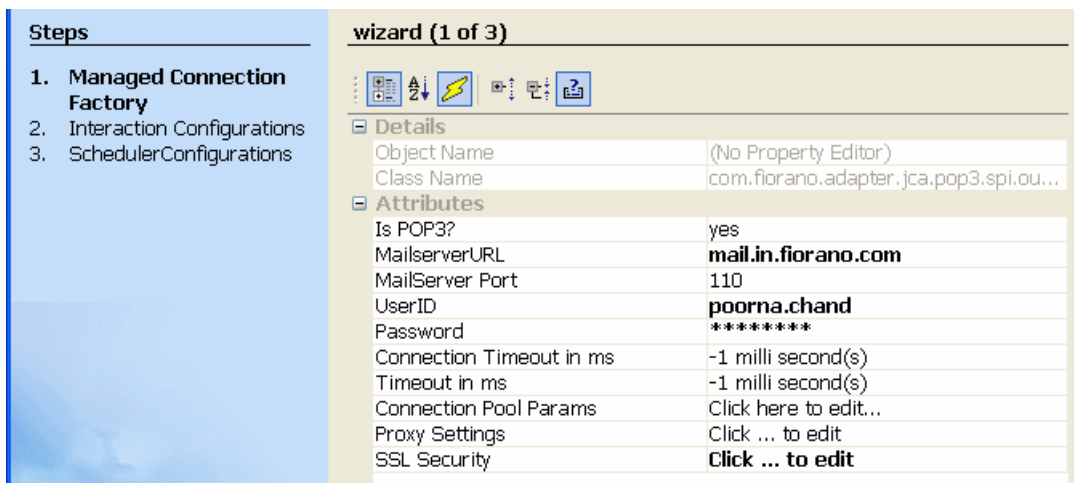 Steps
1. Managed Connection
Factory
2. Interaction Configurations
3. SchedulerConfigurations
wizard (1 of 3)
Details
Object Name (No Property Editor)
Class Name com.fiorano.adapter.jca.pop3.spi.ou...
Attributes
Is POP3? yes
MailserverURL mail.in.fiorano.com
MailServer Port 110
UserID poorna.chand
Password ********
Connection Timeout in ms -1 milli second(s)
Timeout in ms -1 milli second(s)
Connection Pool Params Click here to edit...
Proxy Settings Click ... to edit
SSL Security Click ... to edit